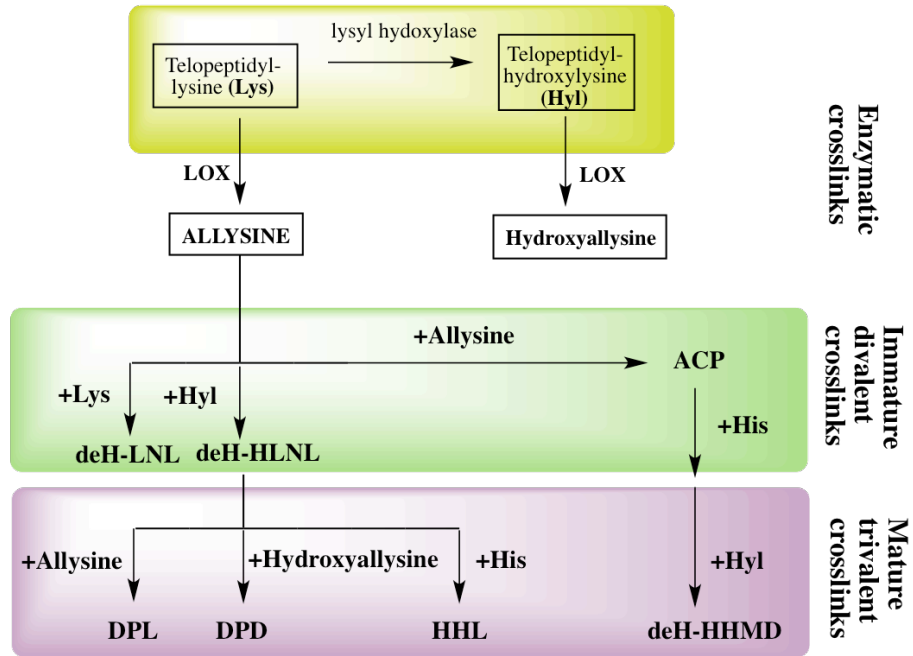 lysyl hydoxylase
Telopeptidyl-
lysine (Lys)
Telopeptidyl-
hydroxylysine
(Hyl)
LOX
LOX
ALLYSINE
Hydroxyallysine
Enzymatic
crosslinks
+Allysine
ACP
+Lys
+Hyl
+His
deH-LNL
deH-HLNL
Immature
divalent
crosslinks
+Allysine
+Hydroxyallysine
+His
+Hyl
DPL
DPD
HHL
deH-HHMD
Mature
trivalent
crosslinks